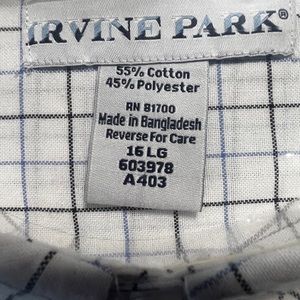 IRVINE PARK®
55% Cotton
45% Polyester
RN 81700
Made in Bangladesh
Reverse For Care
16 LG
603978
A403